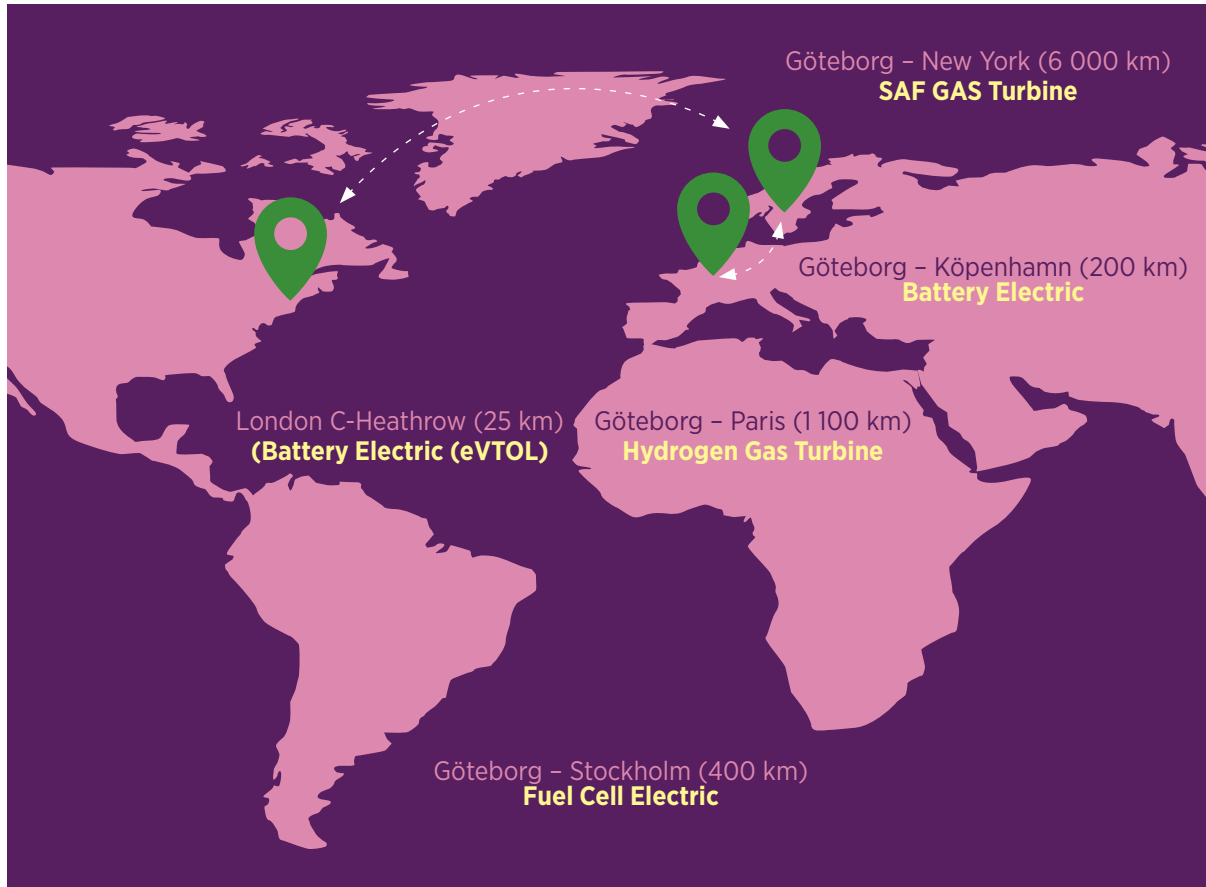 Göteborg – New York (6 000 km)
SAF GAS Turbine
Göteborg – Köpenhamn (200 km)
Battery Electric
London C-Heathrow (25 km)
(Battery Electric (eVTOL)
Göteborg – Paris (1 100 km)
Hydrogen Gas Turbine
Göteborg – Stockholm (400 km)
Fuel Cell Electric